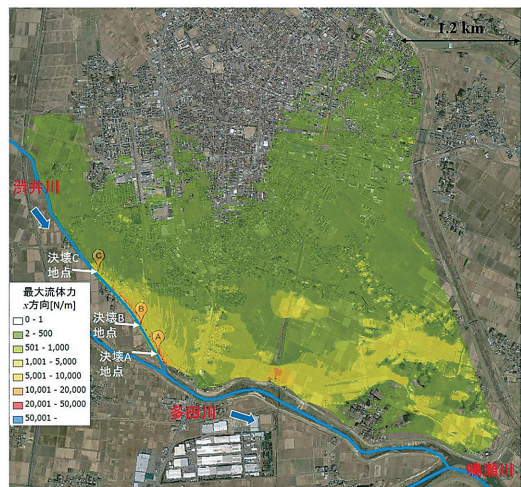 1.2 km
渋井川
決壊C
地点
C
決壊B
地点
B
決壊A
地点
A
最大流体力
x方向[N/m]
0 - 1
2 - 500
501 - 1,000
1,001 - 5,000
5,001 - 10,000
10,001 - 20,000
20,001 - 50,000
50,001 -
多田川
鳴瀬川